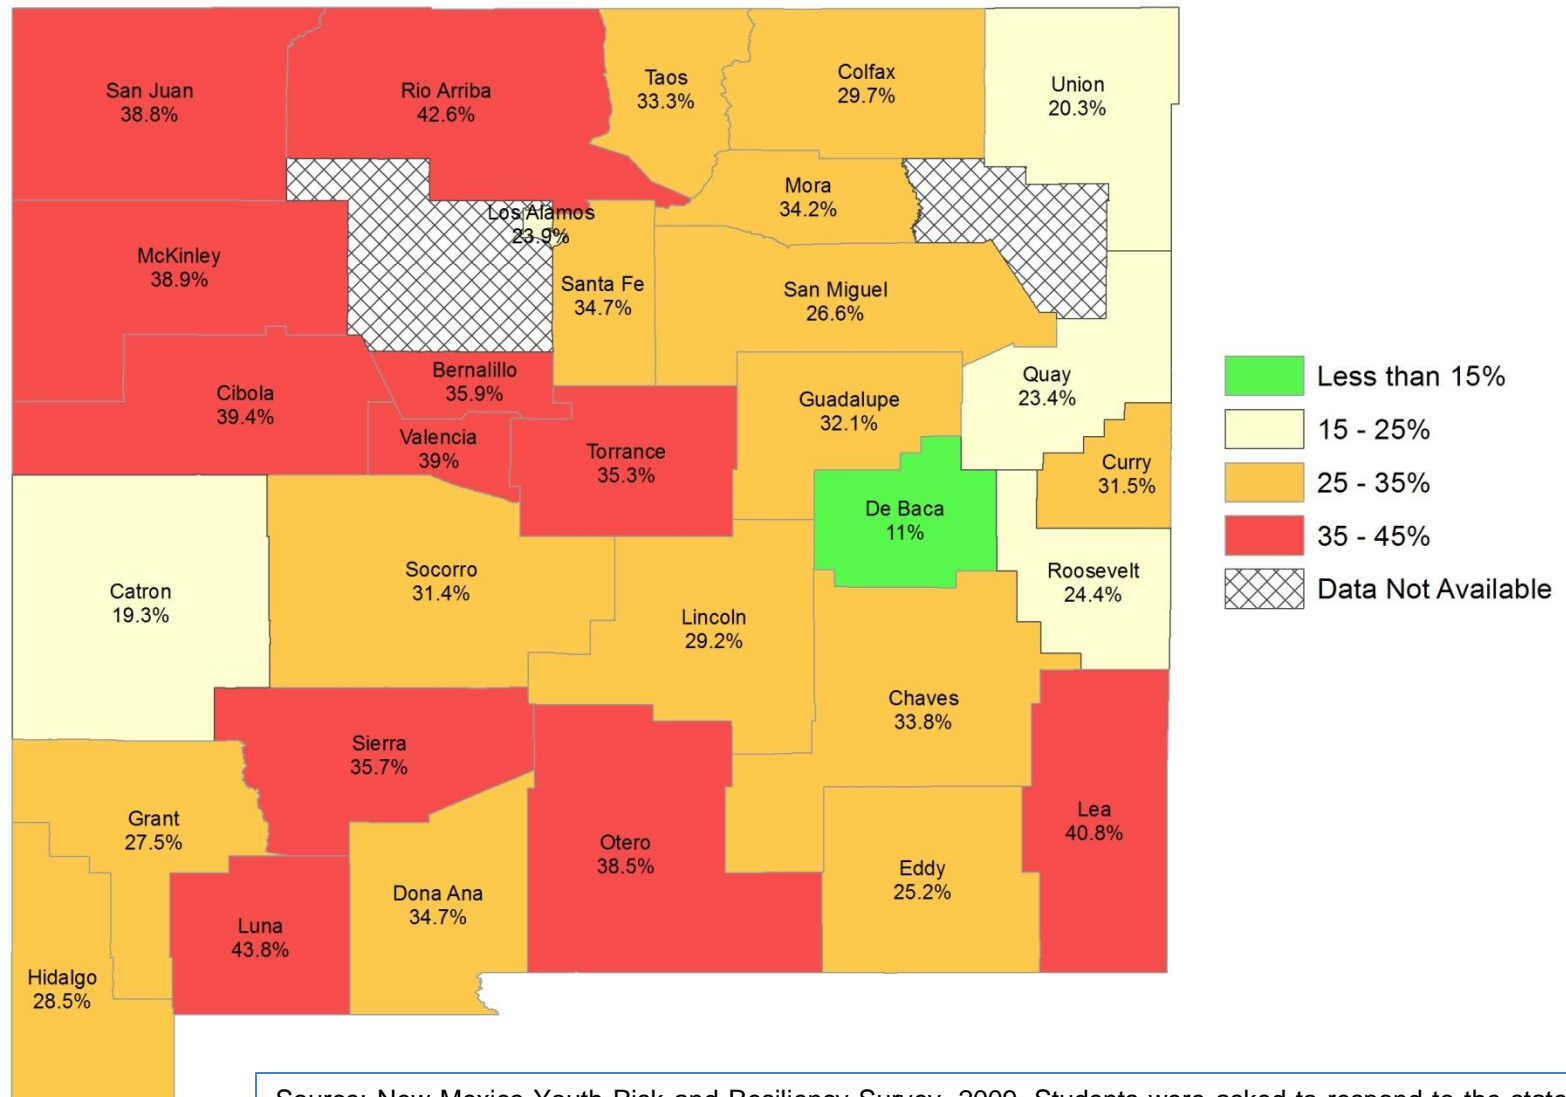 San Juan
38.8%
Rio Arriba
42.6%
Taos
33.3%
Colfax
29.7%
Union
20.3%
Mora
34.2%
Los Alamos
23.9%
McKinley
38.9%
Santa Fe
34.7%
San Miguel
26.6%
Bernalillo
35.9%
Quay
23.4%
Cibola
39.4%
Guadalupe
32.1%
Valencia
39%
Torrance
35.3%
Curry
31.5%
De Baca
11%
Catron
19.3%
Socorro
31.4%
Roosevelt
24.4%
Lincoln
29.2%
Chaves
33.8%
Sierra
35.7%
Grant
27.5%
Otero
38.5%
Lea
40.8%
Eddy
25.2%
Dona Ana
34.7%
Luna
43.8%
Hidalgo
28.5%
Less than 15%
15 - 25%
25 - 35%
35 - 45%
Data Not Available
Source: New Mexico Youth Risk and Resiliency Survey, 2009. Students were asked to respond to the state